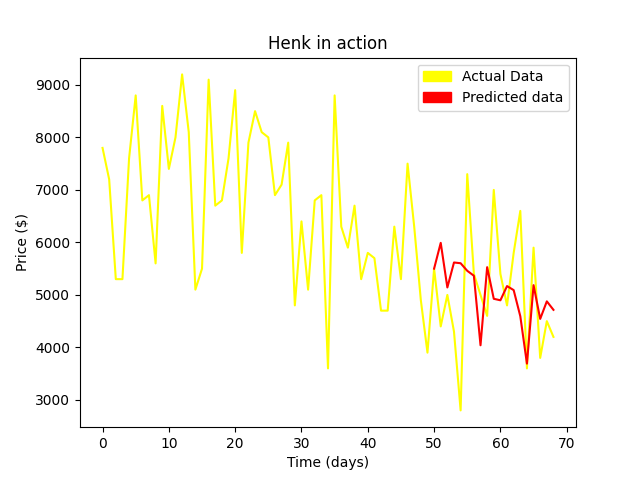 Henk in action
Actual Data
Predicted data
9000
8000
7000
6000
5000
4000
3000
Price ($)
0 10 20 30 40 50 60 70
Time (days)